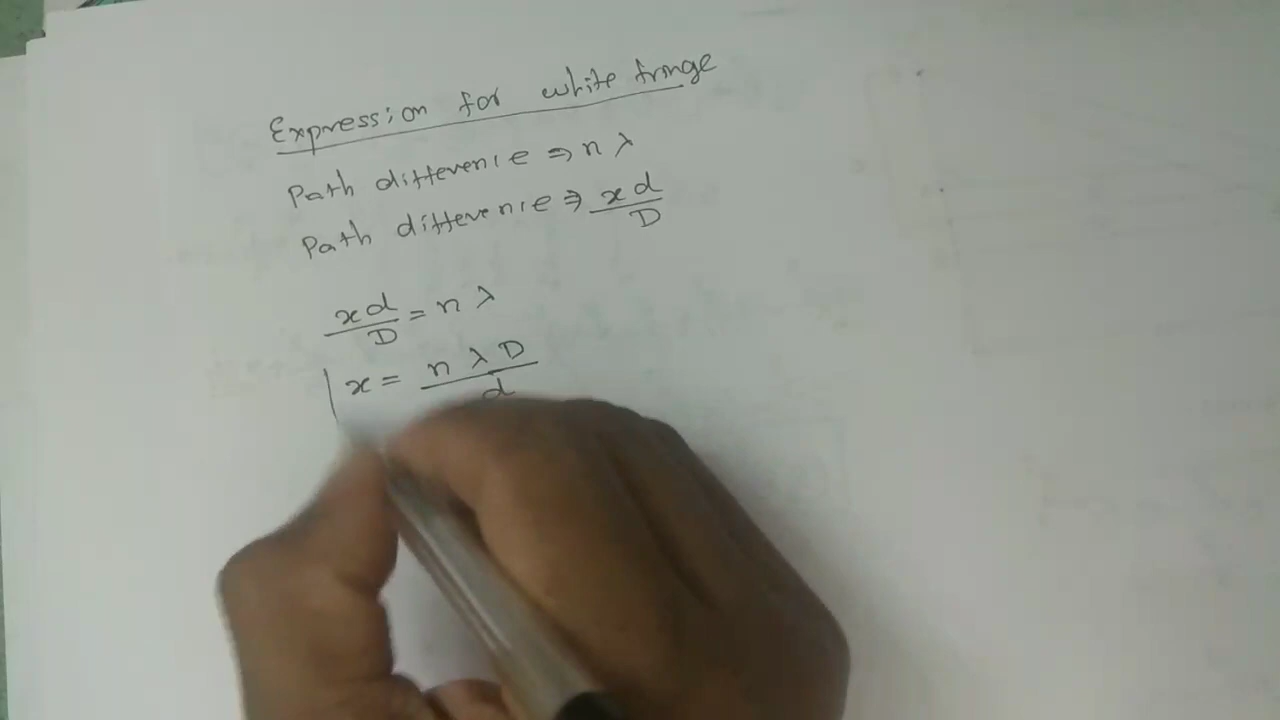 Expression for white fringe
Path difference ⇒ n λ
Path difference ⇒ xd/D
xd/D = n λ
x = n λ D/d